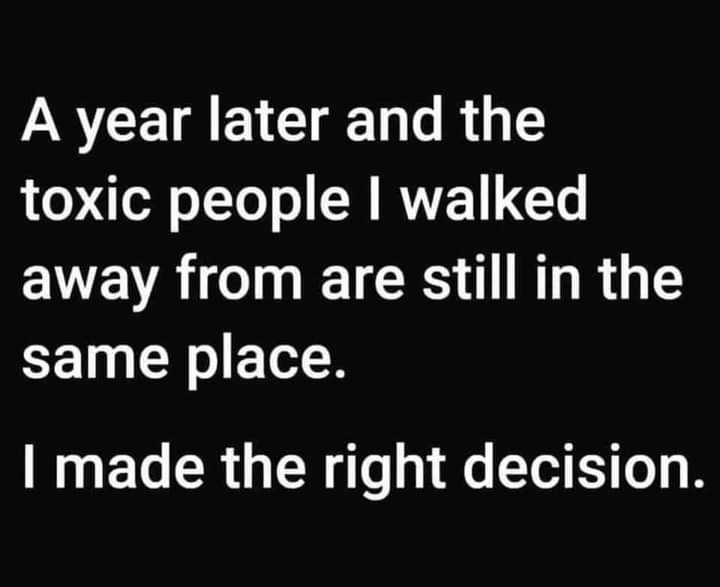 A year later and the
toxic people I walked
away from are still in the
same place.
I made the right decision.